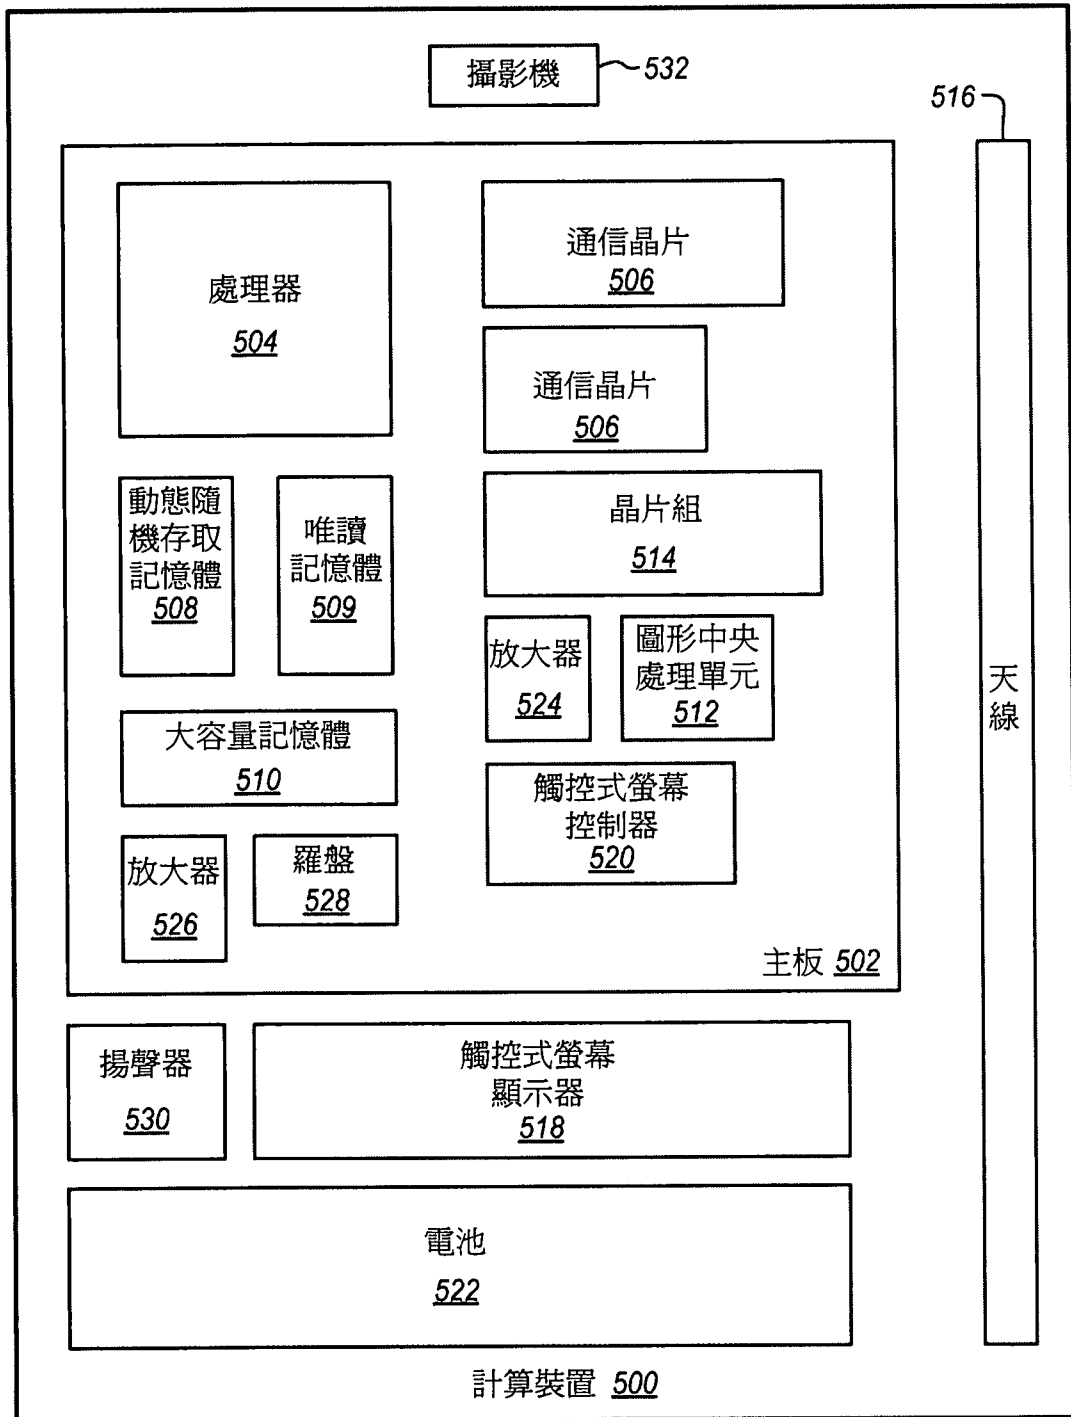 攝影機
532
516
處理器
504
通信晶片
506
通信晶片
506
動態隨
機存取
記憶體
508
唯讀
記憶體
509
晶片組
514
放大器
524
圖形中央
處理單元
512
大容量記憶體
510
觸控式螢幕
控制器
520
放大器
526
羅盤
528
主板 502
天
線
揚聲器
530
觸控式螢幕
顯示器
518
電池
522
計算裝置 500